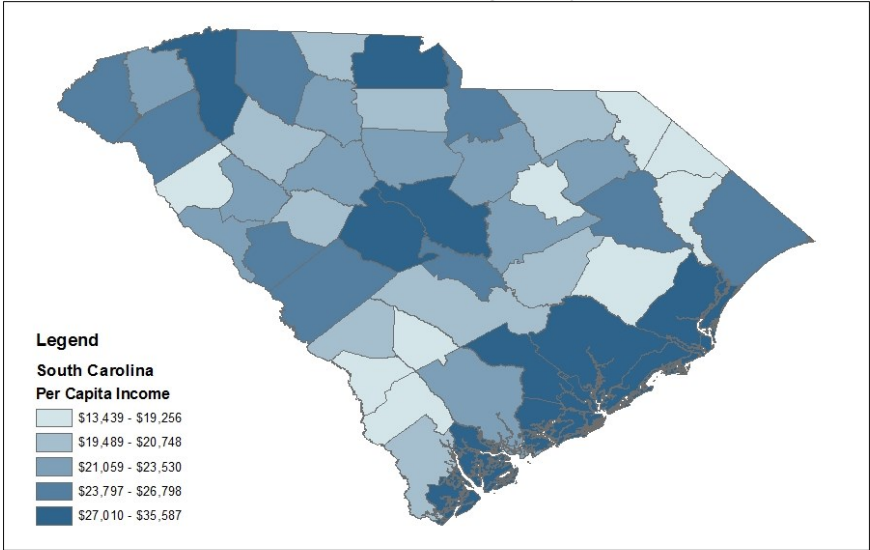 Legend
South Carolina
Per Capita Income
$13,439 - $19,256
$19,489 - $20,748
$21,059 - $23,530
$23,797 - $26,798
$27,010 - $35,587